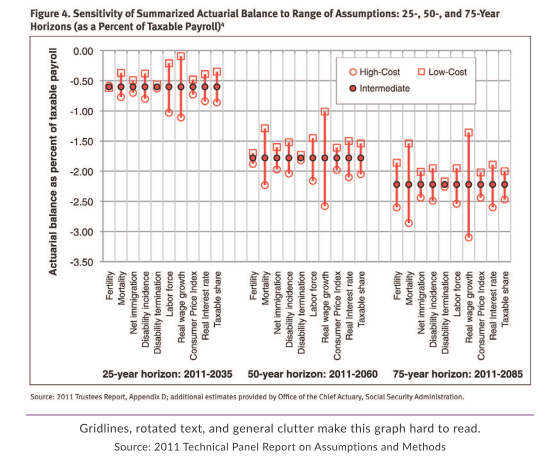 Figure 4. Sensitivity of Summarized Actuarial Balance to Range of Assumptions: 25-, 50-, and 75-Year
Horizons (as a Percent of Taxable Payroll)⁴
Actuarial balance as percent of taxable payroll
0.00
-0.50
-1.00
-1.50
-2.00
-2.50
-3.00
-3.50
High-Cost
Low-Cost
Intermediate
Fertility
Mortality
Net immigration
Disability incidence
Disability termination
Labor force
Real wage growth
Consumer Price Index
Real Interest rate
Taxable share
Fertility
Mortality
Net immigration
Disability incidence
Disability termination
Labor force
Real wage growth
Consumer Price Index
Real Interest rate
Taxable share
Fertility
Mortality
Net immigration
Disability incidence
Disability termination
Labor force
Real wage growth
Consumer Price Index
Real Interest rate
Taxable share
25-year horizon: 2011-2035
50-year horizon: 2011-2060
75-year horizon: 2011-2085
Source: 2011 Trustees Report, Appendix D; additional estimates provided by Office of the Chief Actuary, Social Security Administration.
Gridlines, rotated text, and general clutter make this graph hard to read.
Source: 2011 Technical Panel Report on Assumptions and Methods